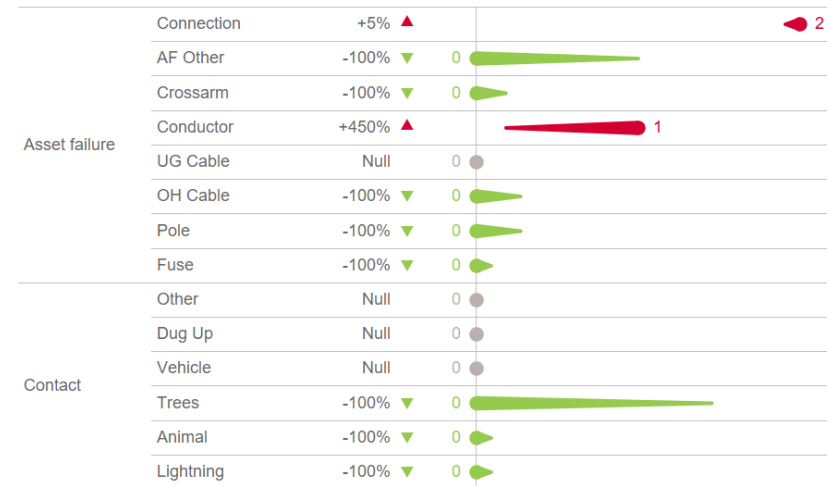 Connection +5% ▲ 2
AF Other -100% ▼ 0
Crossarm -100% ▼ 0
Conductor +450% ▲ 1
Asset failure
UG Cable Null 0
OH Cable -100% ▼ 0
Pole -100% ▼ 0
Fuse -100% ▼ 0
Other Null 0
Dug Up Null 0
Vehicle Null 0
Contact
Trees -100% ▼ 0
Animal -100% ▼ 0
Lightning -100% ▼ 0